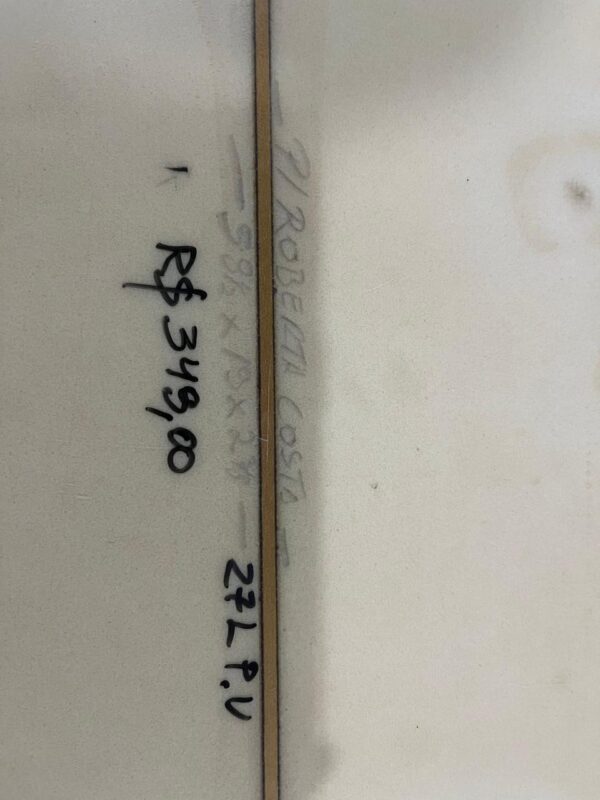 P/ ROBERTA COSTA
27L P.V
R$ 349,00